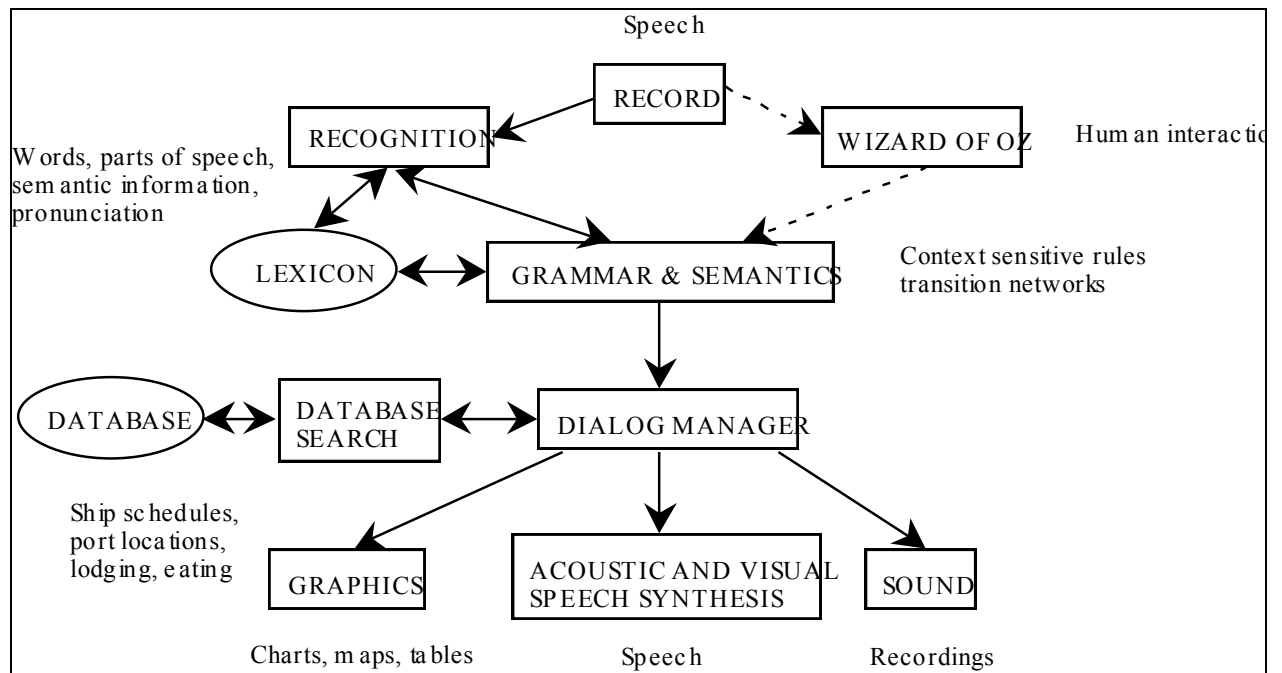 Speech
RECORD
RECOGNITION
WIZARD OF OZ
Human interactio
Words, parts of speech,
semantic information,
pronunciation
LEXICON
GRAMMAR & SEMANTICS
Context sensitive rules
transition networks
DATABASE
DATABASE
SEARCH
DIALOG MANAGER
Ship schedules,
port locations,
lodging, eating
GRAPHICS
ACOUSTIC AND VISUAL
SPEECH SYNTHESIS
SOUND
Charts, maps, tables
Speech
Recordings